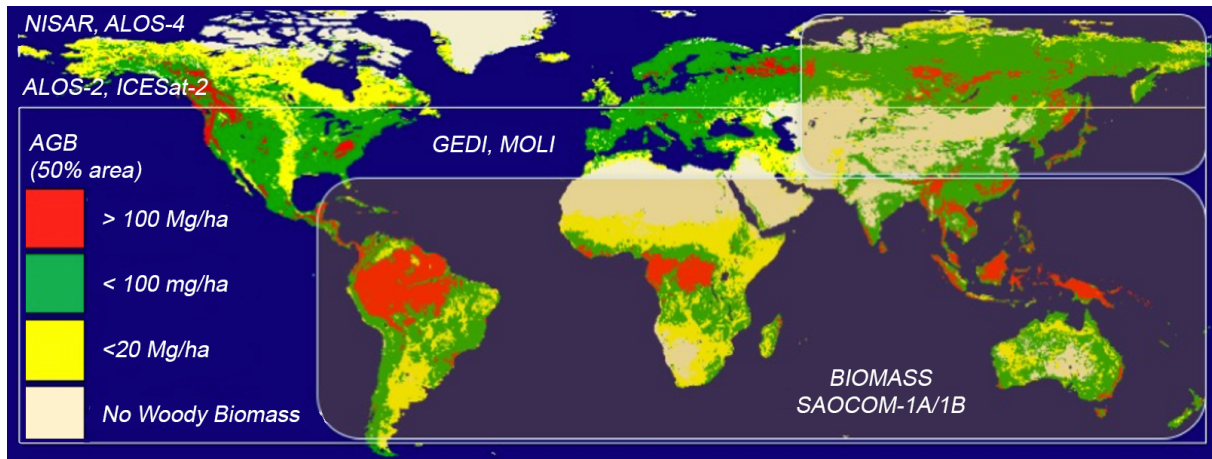 NISAR, ALOS-4
ALOS-2, ICESat-2
GEDI, MOLI
AGB
(50% area)
> 100 Mg/ha
< 100 mg/ha
<20 Mg/ha
No Woody Biomass
BIOMASS
SAOCOM-1A/1B